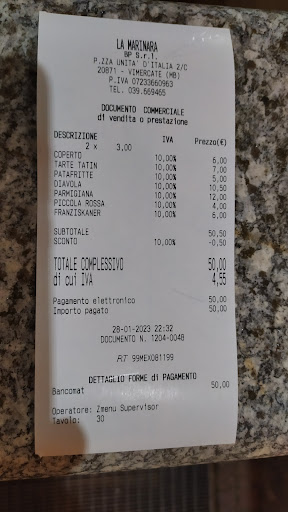 LA MARINARA
BP S.r.l.
P.ZZA UNITA' D'ITALIA 2/C
20871 - VIMERCATE (MB)
P.IVA 07233660963
TEL. 039.669465
DOCUMENTO COMMERCIALE
di vendita o prestazione
DESCRIZIONE IVA Prezzo(€)
2 x 3,00
COPERTO 10,00% 6,00
TARTE TATIN 10,00% 7,00
PATAFRITTE 10,00% 5,00
DIAVOLA 10,00% 10,50
PARMIGIANA 10,00% 12,00
PICCOLA ROSSA 10,00% 4,00
FRANZISKANER 10,00% 6,00
SUBTOTALE 50,50
SCONTO 10,00% -0,50
TOTALE COMPLESSIVO 50,00
di cui IVA 4,55
Pagamento elettronico 50,00
Importo pagato 50,00
28-01-2023 22:32
DOCUMENTO N. 1204-0048
RT 99MEX081199
DETTAGLIO FORME di PAGAMENTO
Bancomat 50,00
Operatore: Zmenu Supervisor
Tavolo: 30